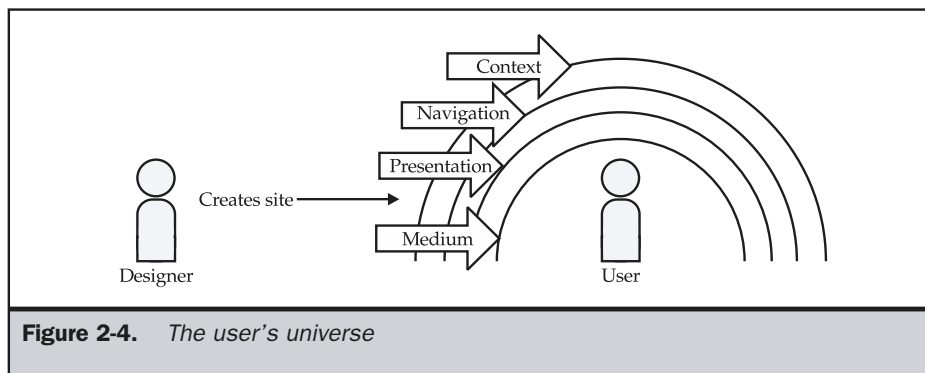 Context
Navigation
Presentation
Creates site
Medium
Designer
User
Figure 2-4. The user's universe